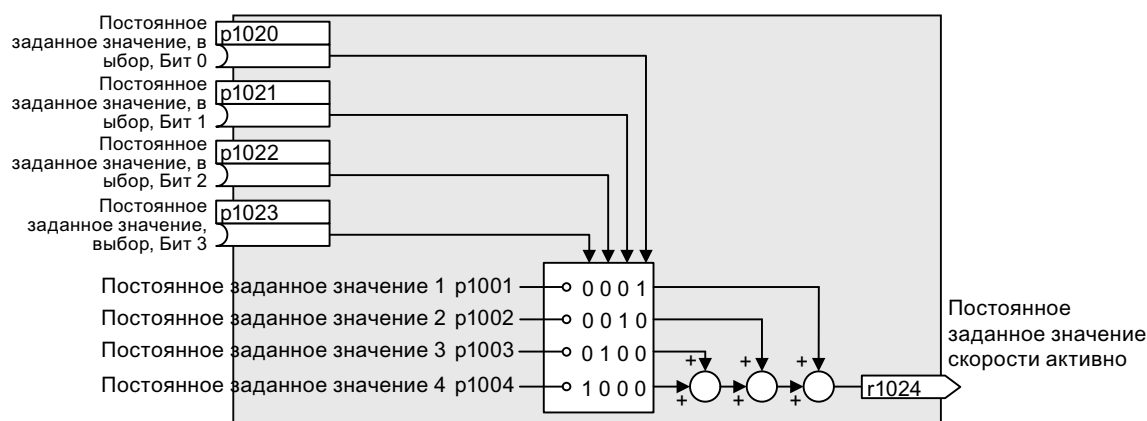 Постоянное
заданное значение, в
ыбор, Бит 0
p1020
Постоянное
заданное значение, в
ыбор, Бит 1
p1021
Постоянное
заданное значение, в
ыбор, Бит 2
p1022
Постоянное
заданное значение,
выбор, Бит 3
p1023
Постоянное заданное значение 1 p1001
0 0 0 1
Постоянное заданное значение 2 p1002
0 0 1 0
Постоянное заданное значение 3 p1003
0 1 0 0
Постоянное заданное значение 4 p1004
1 0 0 0
+ + +
+ + +
r1024
Постоянное
заданное значение
скорости активно